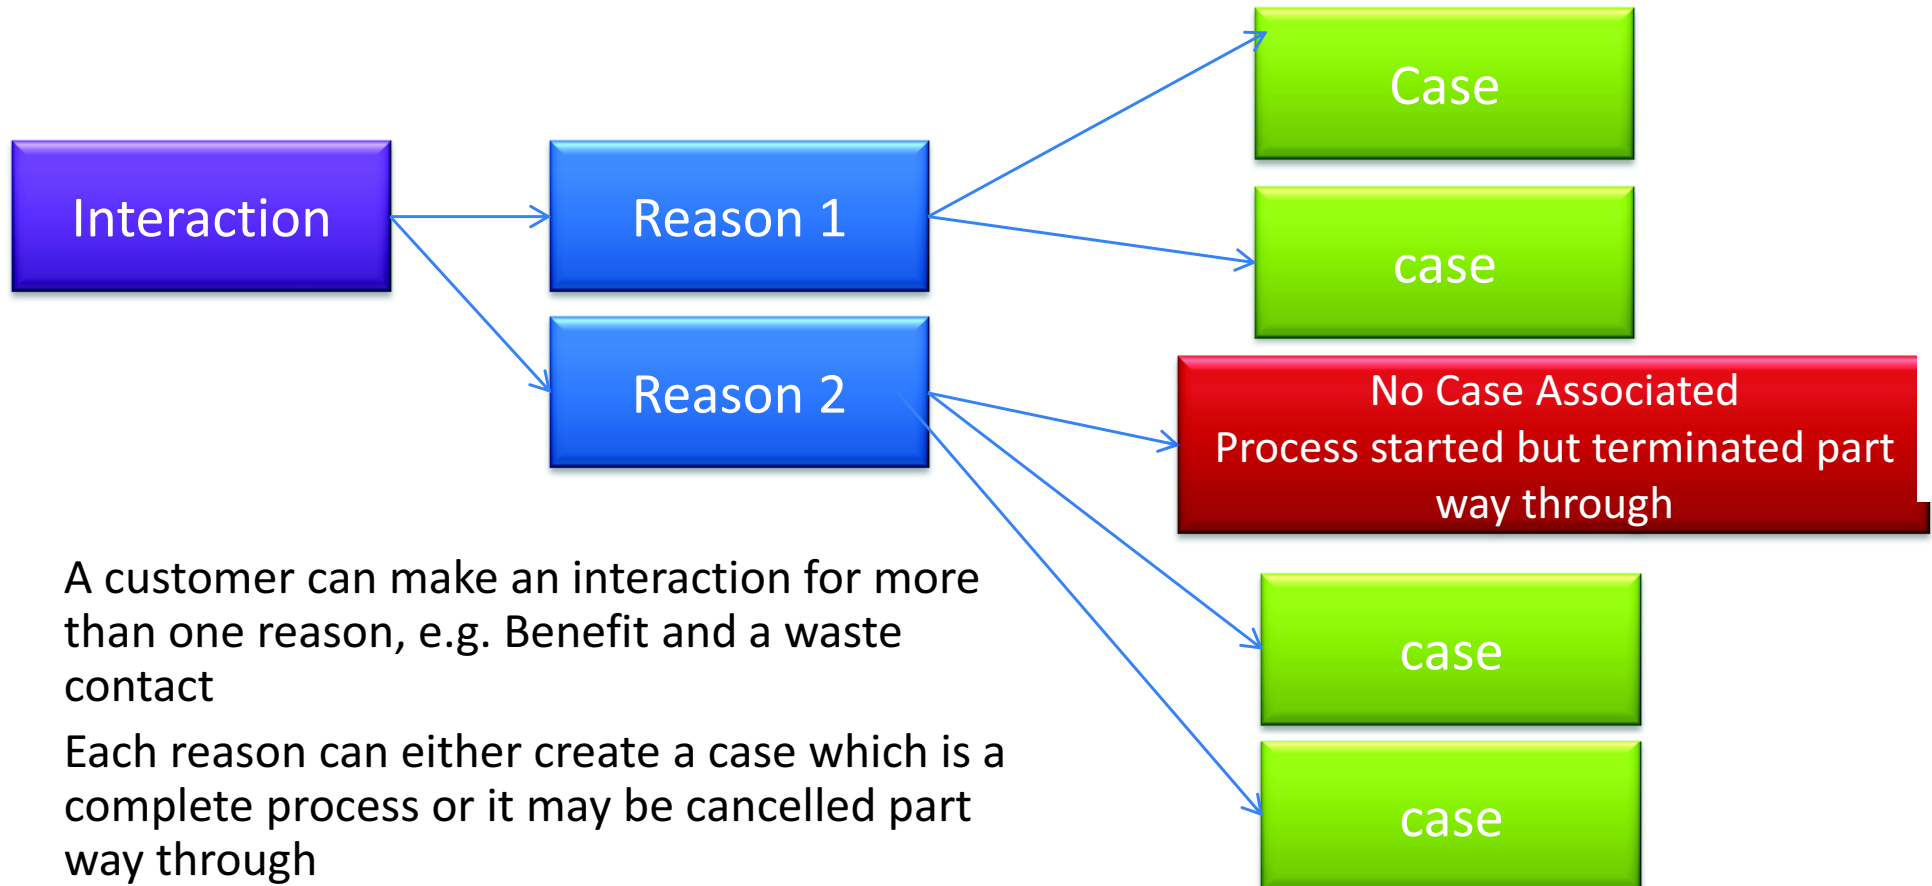 Case
Interaction
Reason 1
case
Reason 2
No Case Associated
Process started but terminated part
way through
A customer can make an interaction for more
than one reason, e.g. Benefit and a waste
contact
case
Each reason can either create a case which is a
complete process or it may be cancelled part
way through
case